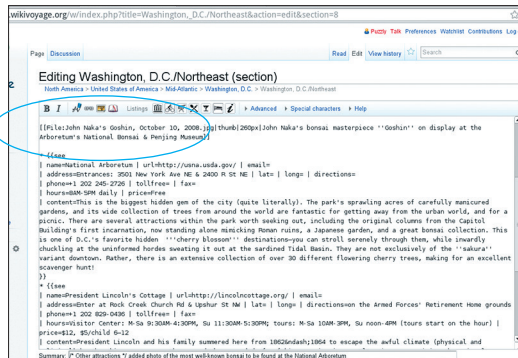 .wikivoyage.org/w/index.php?title=Washington,_D.C./Northeast&action=edit&section=8
Puzzly Talk Preferences Watchlist Contributions Log
Page Discussion Read Edit View history Search
Editing Washington, D.C./Northeast (section)
North America > United States of America > Mid-Atlantic > Washington, D.C. > Washington, D.C./Northeast
B I Listings Advanced Special characters Help
[[File:John Naka's Goshin, October 10, 2008.jpg|thumb|260px|John Naka's bonsai masterpiece ''Goshin'' on display at the
Arboretum's National Bonsai & Penjing Museum]]
* {{see
| name=National Arboretum | url=http://usna.usda.gov/ | email=
| address=Entrances: 3501 New York Ave NE & 2400 R St NE | lat= | long= | directions=
| phone=+1 202 245-2726 | tollfree= | fax=
| hours=8AM-5PM daily | price=Free
| content=This is the biggest hidden gem of the city (quite literally). The park's sprawling acres of carefully manicured
gardens, and its wide collection of trees from around the world are fantastic for getting away from the urban world, and for a
picnic. There are several attractions within the park worth seeking out, including the original columns from the Capitol
Building's first incarnation, now standing alone mimicking Roman ruins, a Japanese garden, and a great bonsai collection. This
is one of D.C.'s favorite hidden '''cherry blossom''' destinations—you can stroll serenely through them, while inwardly
chuckling at the uninformed hordes sweating it out at the sardined Tidal Basin. They are not exclusively of the ''sakura''
variant downtown. Rather, there is an extensive collection of over 30 different flowering cherry trees, making for an excellent
scavenger hunt!
}}
* {{see
| name=President Lincoln's Cottage | url=http://lincolncottage.org/ | email=
| address=Enter at Rock Creek Church Rd & Upshur St NW | lat= | long= | directions=on the Armed Forces' Retirement Home grounds
| phone=+1 202 829-0436 | tollfree= | fax=
| hours=Visitor Center: M-Sa 9:30AM-4:30PM, Su 11:30AM-5:30PM; tours: M-Sa 10AM-3PM, Su noon-4PM (tours start on the hour) |
price=$12, $5/child 6-12
| content=President Lincoln and his family summered here from 1862&ndash;1864 to escape the awful climate (physical and
Summary: /* Other attractions */ added photo of the most well-known bonsai to be found at the National Arboretum